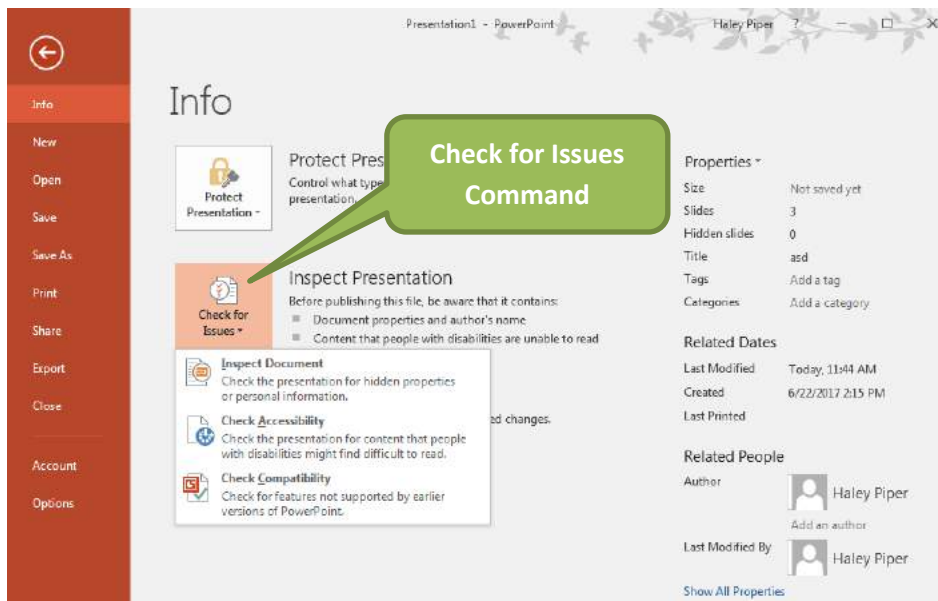 Presentation1 - PowerPoint
Haley Piper ?
Info
New
Open
Save
Save As
Print
Share
Export
Close
Account
Options
Info
Protect
Presentation
Protect Pres
Control what type
presentation.
Check for Issues
Command
Check for
Issues
Inspect Presentation
Before publishing this file, be aware that it contains:
Document properties and author's name
Content that people with disabilities are unable to read
Inspect Document
Check the presentation for hidden properties
or personal information.
Check Accessibility
Check the presentation for content that people
with disabilities might find difficult to read.
Check Compatibility
Check for features not supported by earlier
versions of PowerPoint.
ed changes.
Properties
Size Not saved yet
Slides 3
Hidden slides 0
Title asd
Tags Add a tag
Categories Add a category
Related Dates
Last Modified Today, 11:44 AM
Created 6/22/2017 2:15 PM
Last Printed
Related People
Author Haley Piper
Add an author
Last Modified By Haley Piper
Show All Properties